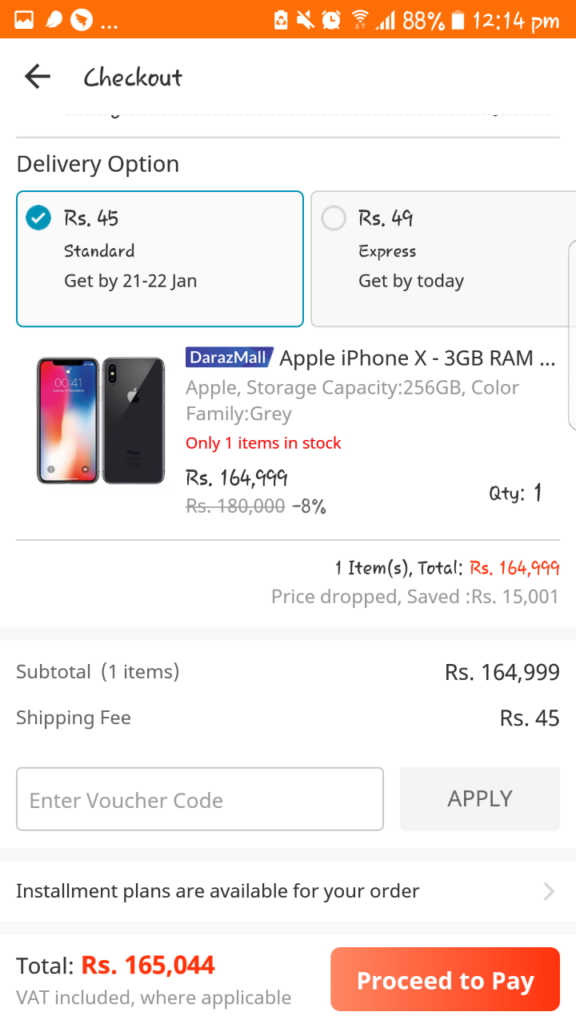 ... 88% 12:14 pm
Checkout
Delivery Option
Rs. 45
Standard
Get by 21-22 Jan
Rs. 49
Express
Get by today
DarazMall Apple iPhone X - 3GB RAM ...
Apple, Storage Capacity:256GB, Color
Family:Grey
Only 1 items in stock
Rs. 164,999
Rs. 180,000 -8%
Qty: 1
00:41
1 Item(s), Total: Rs. 164,999
Price dropped, Saved :Rs. 15,001
Subtotal (1 items)
Rs. 164,999
Shipping Fee
Rs. 45
Enter Voucher Code
APPLY
Installment plans are available for your order
Total: Rs. 165,044
VAT included, where applicable
Proceed to Pay